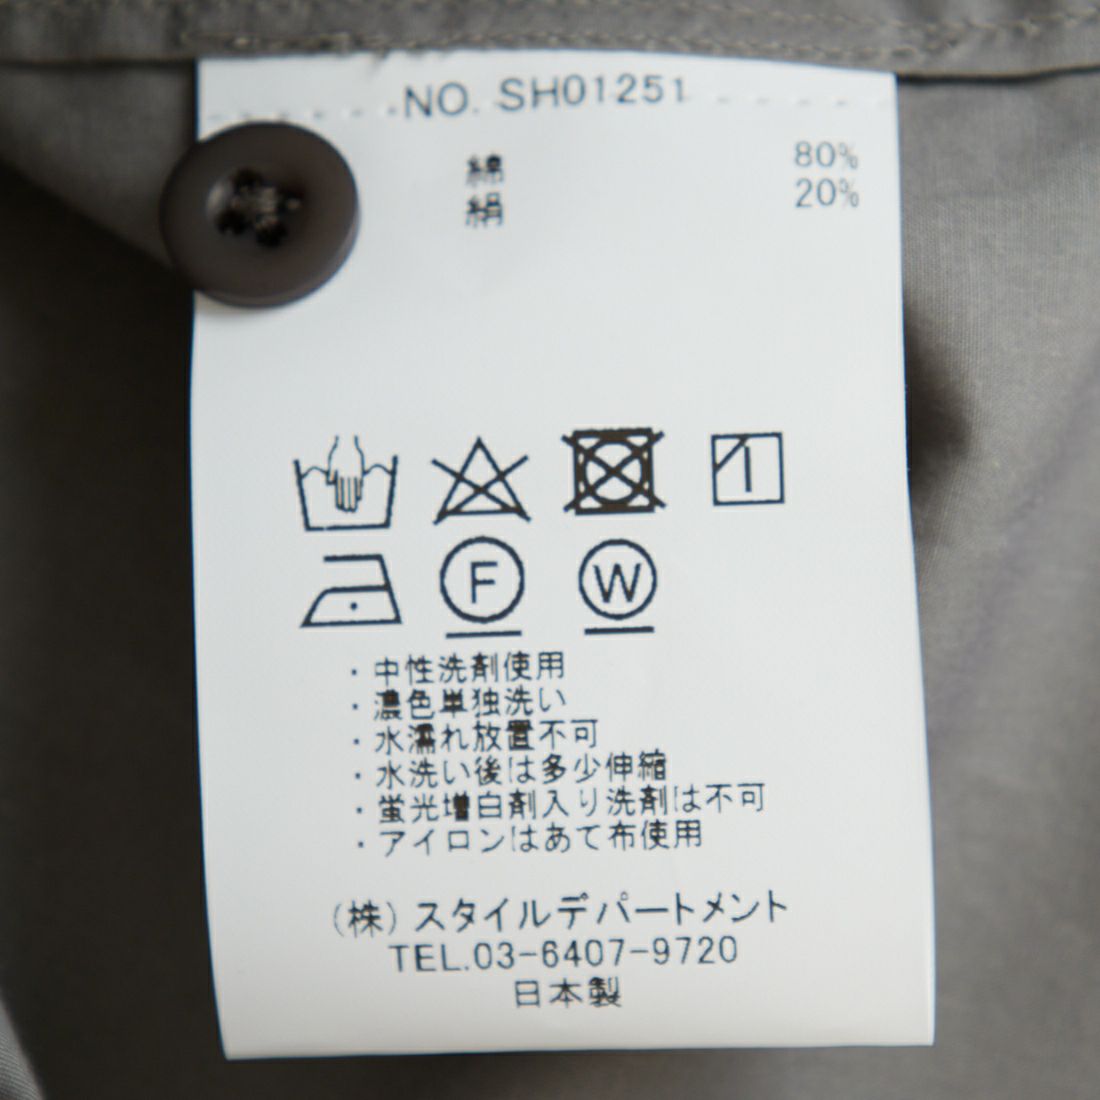 NO. SH01251
綿 80%
絹 20%
F W
・中性洗剤使用
・濃色単独洗い
・水濡れ放置不可
・水洗い後は多少伸縮
・蛍光増白剤入り洗剤は不可
・アイロンはあて布使用
(株)スタイルデパートメント
TEL.03-6407-9720
日本製